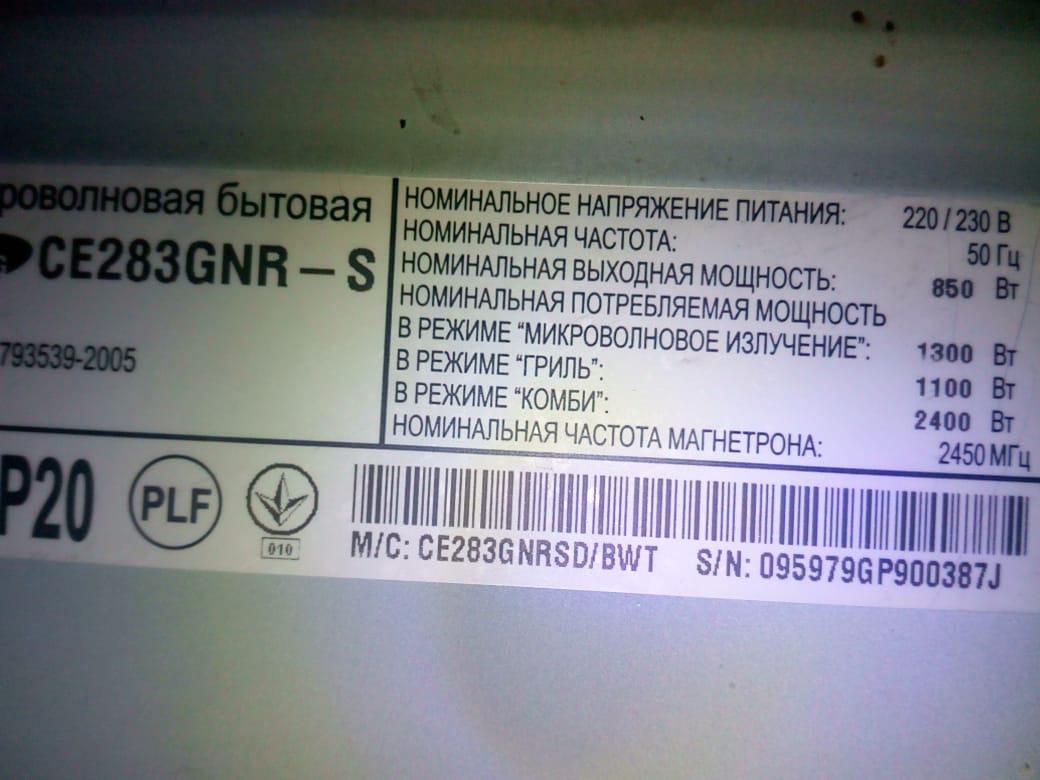 роволновая бытовая
CE283GNR – S
793539-2005
НОМИНАЛЬНОЕ НАПРЯЖЕНИЕ ПИТАНИЯ: 220 / 230 В
НОМИНАЛЬНАЯ ЧАСТОТА: 50 Гц
НОМИНАЛЬНАЯ ВЫХОДНАЯ МОЩНОСТЬ: 850 Вт
НОМИНАЛЬНАЯ ПОТРЕБЛЯЕМАЯ МОЩНОСТЬ
В РЕЖИМЕ “МИКРОВОЛНОВОЕ ИЗЛУЧЕНИЕ”: 1300 Вт
В РЕЖИМЕ “ГРИЛЬ”: 1100 Вт
В РЕЖИМЕ “КОМБИ”: 2400 Вт
НОМИНАЛЬНАЯ ЧАСТОТА МАГНЕТРОНА: 2450 МГц
P20
PLF
010
M/C: CE283GNRSD/BWT S/N: 095979GP900387J